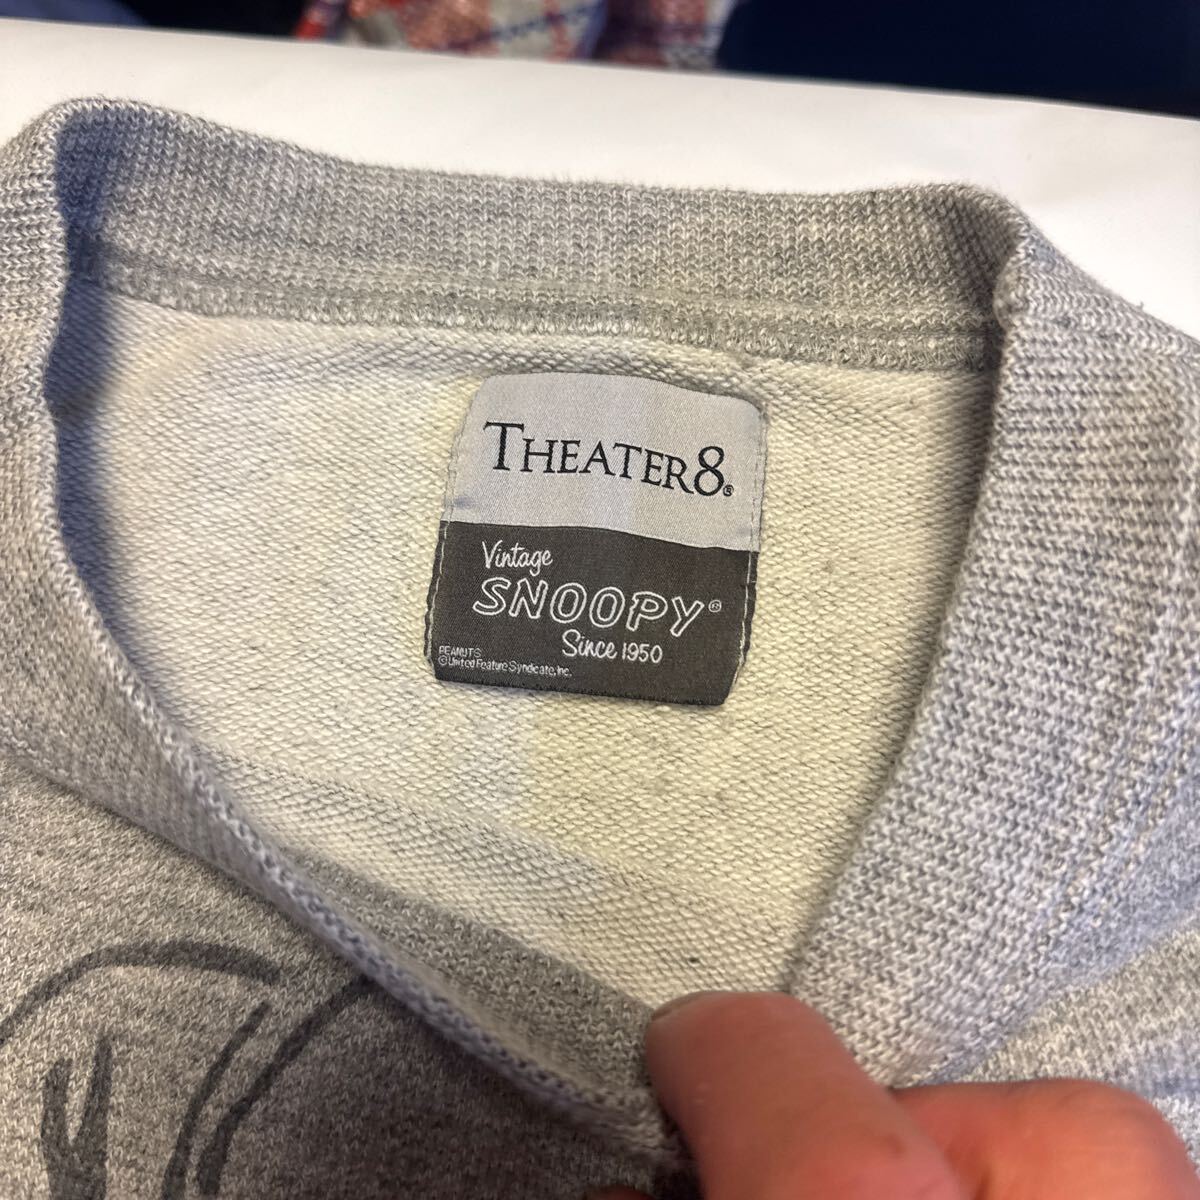 THEATER8®
Vintage
SNOOPY®
Since 1950
PEANUTS
©United Feature Syndicate, Inc.